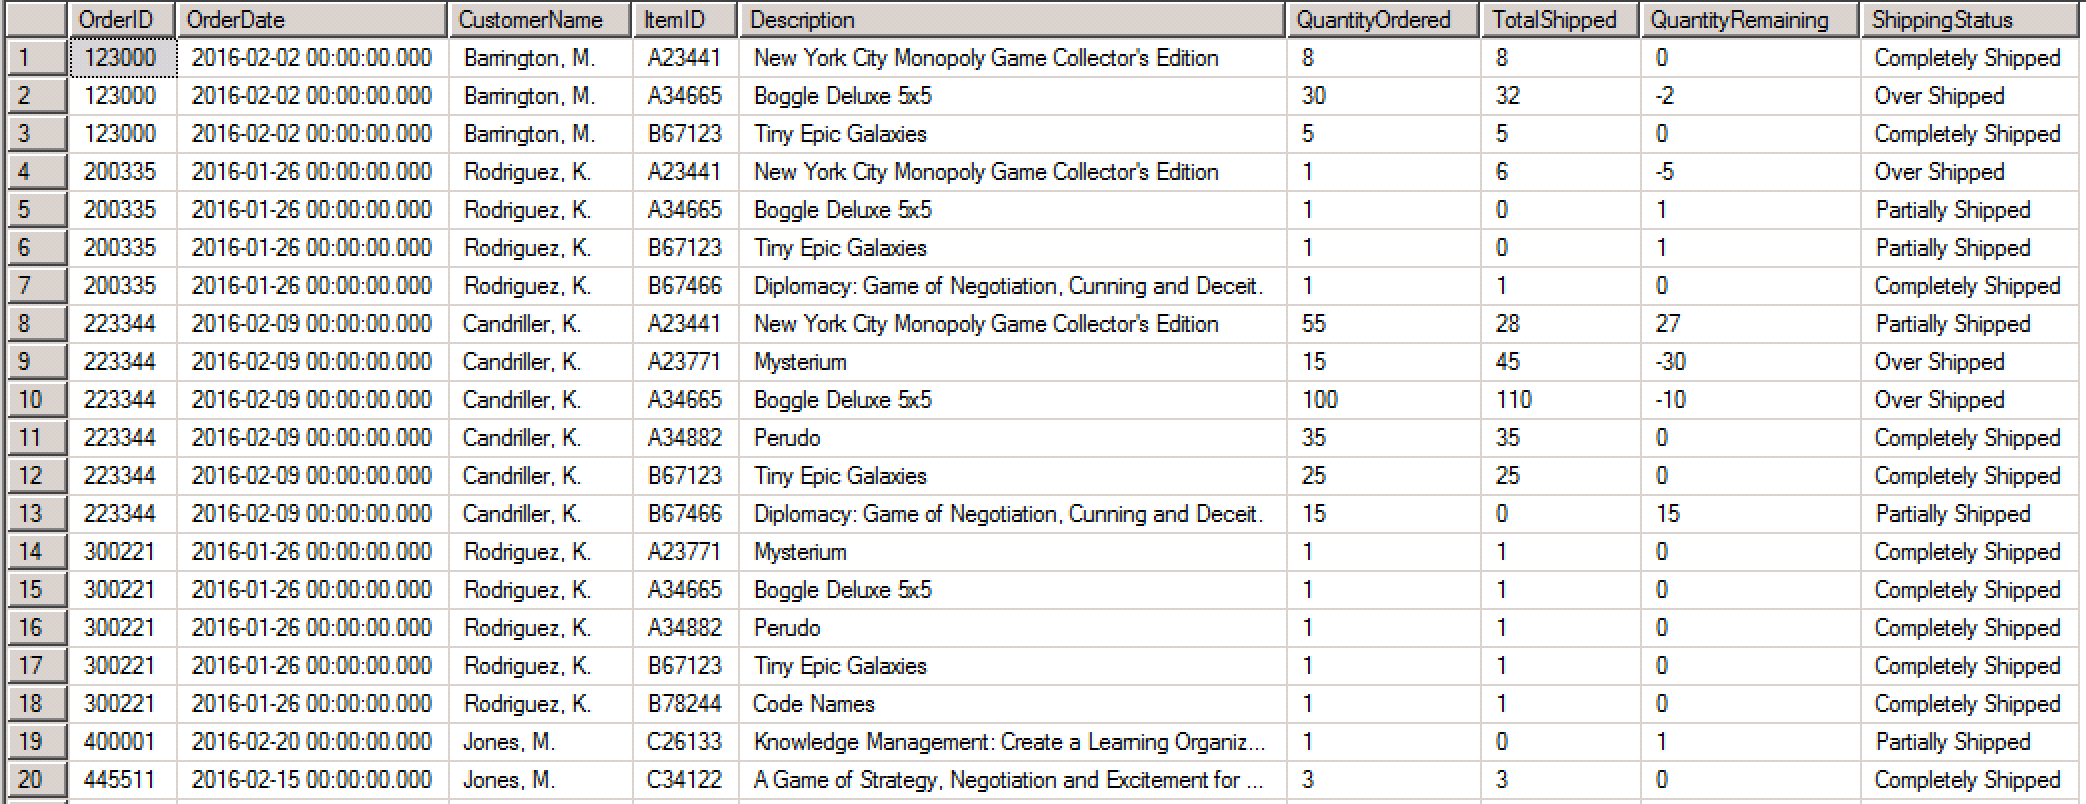 OrderID OrderDate CustomerName ItemID Description QuantityOrdered TotalShipped QuantityRemaining ShippingStatus
1 123000 2016-02-02 00:00:00.000 Barrington, M. A23441 New York City Monopoly Game Collector's Edition 8 8 0 Completely Shipped
2 123000 2016-02-02 00:00:00.000 Barrington, M. A34665 Boggle Deluxe 5x5 30 32 -2 Over Shipped
3 123000 2016-02-02 00:00:00.000 Barrington, M. B67123 Tiny Epic Galaxies 5 5 0 Completely Shipped
4 200335 2016-01-26 00:00:00.000 Rodriguez, K. A23441 New York City Monopoly Game Collector's Edition 1 6 -5 Over Shipped
5 200335 2016-01-26 00:00:00.000 Rodriguez, K. A34665 Boggle Deluxe 5x5 1 0 1 Partially Shipped
6 200335 2016-01-26 00:00:00.000 Rodriguez, K. B67123 Tiny Epic Galaxies 1 0 1 Partially Shipped
7 200335 2016-01-26 00:00:00.000 Rodriguez, K. B67466 Diplomacy: Game of Negotiation, Cunning and Deceit. 1 1 0 Completely Shipped
8 223344 2016-02-09 00:00:00.000 Candriller, K. A23441 New York City Monopoly Game Collector's Edition 55 28 27 Partially Shipped
9 223344 2016-02-09 00:00:00.000 Candriller, K. A23771 Mysterium 15 45 -30 Over Shipped
10 223344 2016-02-09 00:00:00.000 Candriller, K. A34665 Boggle Deluxe 5x5 100 110 -10 Over Shipped
11 223344 2016-02-09 00:00:00.000 Candriller, K. A34882 Perudo 35 35 0 Completely Shipped
12 223344 2016-02-09 00:00:00.000 Candriller, K. B67123 Tiny Epic Galaxies 25 25 0 Completely Shipped
13 223344 2016-02-09 00:00:00.000 Candriller, K. B67466 Diplomacy: Game of Negotiation, Cunning and Deceit. 15 0 15 Partially Shipped
14 300221 2016-01-26 00:00:00.000 Rodriguez, K. A23771 Mysterium 1 1 0 Completely Shipped
15 300221 2016-01-26 00:00:00.000 Rodriguez, K. A34665 Boggle Deluxe 5x5 1 1 0 Completely Shipped
16 300221 2016-01-26 00:00:00.000 Rodriguez, K. A34882 Perudo 1 1 0 Completely Shipped
17 300221 2016-01-26 00:00:00.000 Rodriguez, K. B67123 Tiny Epic Galaxies 1 1 0 Completely Shipped
18 300221 2016-01-26 00:00:00.000 Rodriguez, K. B78244 Code Names 1 1 0 Completely Shipped
19 400001 2016-02-20 00:00:00.000 Jones, M. C26133 Knowledge Management: Create a Learning Organiz... 1 0 1 Partially Shipped
20 445511 2016-02-15 00:00:00.000 Jones, M. C34122 A Game of Strategy, Negotiation and Excitement for ... 3 3 0 Completely Shipped